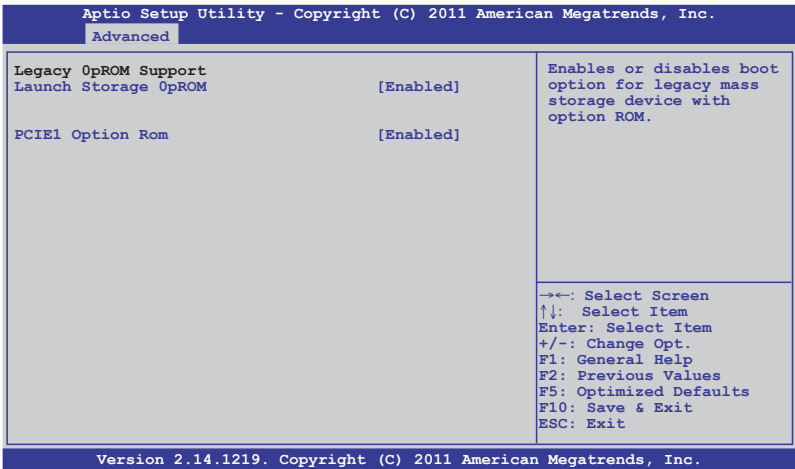 Aptio Setup Utility - Copyright (C) 2011 American Megatrends, Inc.
Advanced
Legacy 0pROM Support
Launch Storage 0pROM [Enabled]
PCIE1 Option Rom [Enabled]
Enables or disables boot
option for legacy mass
storage device with
option ROM.
→←: Select Screen
↑↓: Select Item
Enter: Select Item
+/-: Change Opt.
F1: General Help
F2: Previous Values
F5: Optimized Defaults
F10: Save & Exit
ESC: Exit
Version 2.14.1219. Copyright (C) 2011 American Megatrends, Inc.